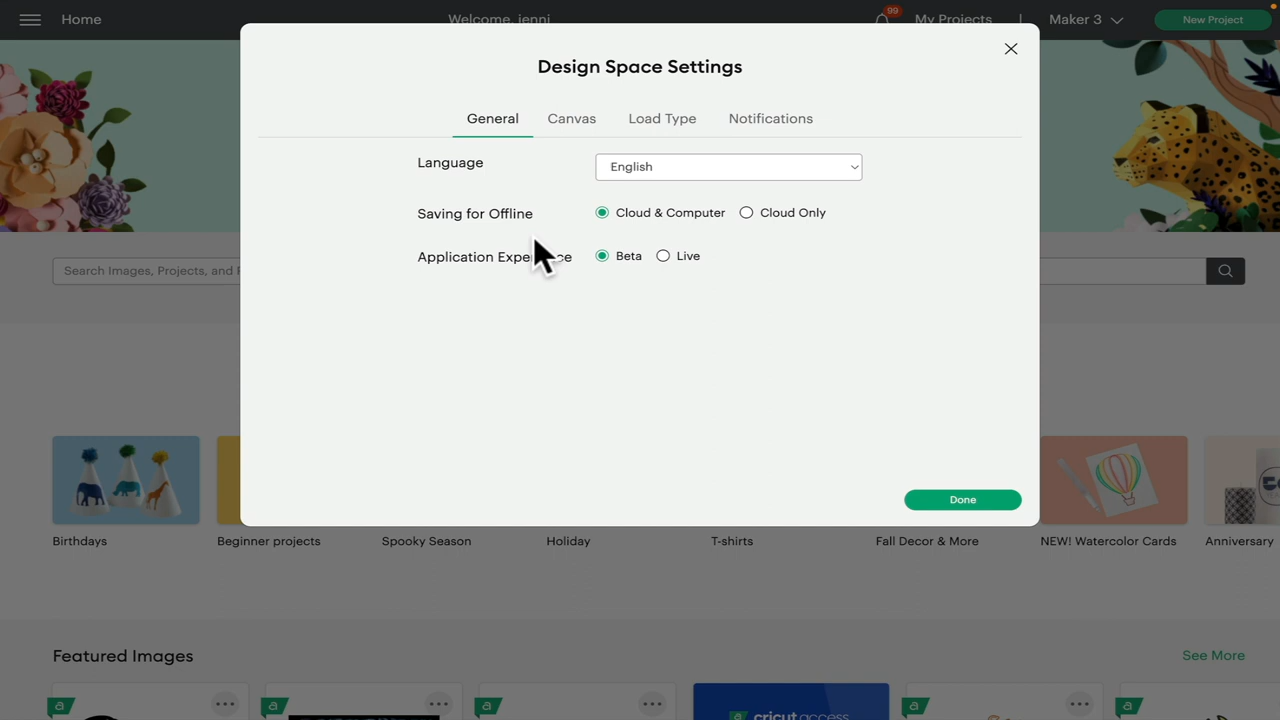 Home
Welcome, jenni
99
My Projects
Maker 3
New Project
Design Space Settings
General
Canvas
Load Type
Notifications
Language
English
Saving for Offline
Cloud & Computer
Cloud Only
Application
Beta
Live
Search Images, Projects, and
Done
Birthdays
Beginner projects
Spooky Season
Holiday
T-shirts
Fall Decor & More
NEW! Watercolor Cards
Anniversary
Featured Images
See More
a
a
a
a cricut access
a
a